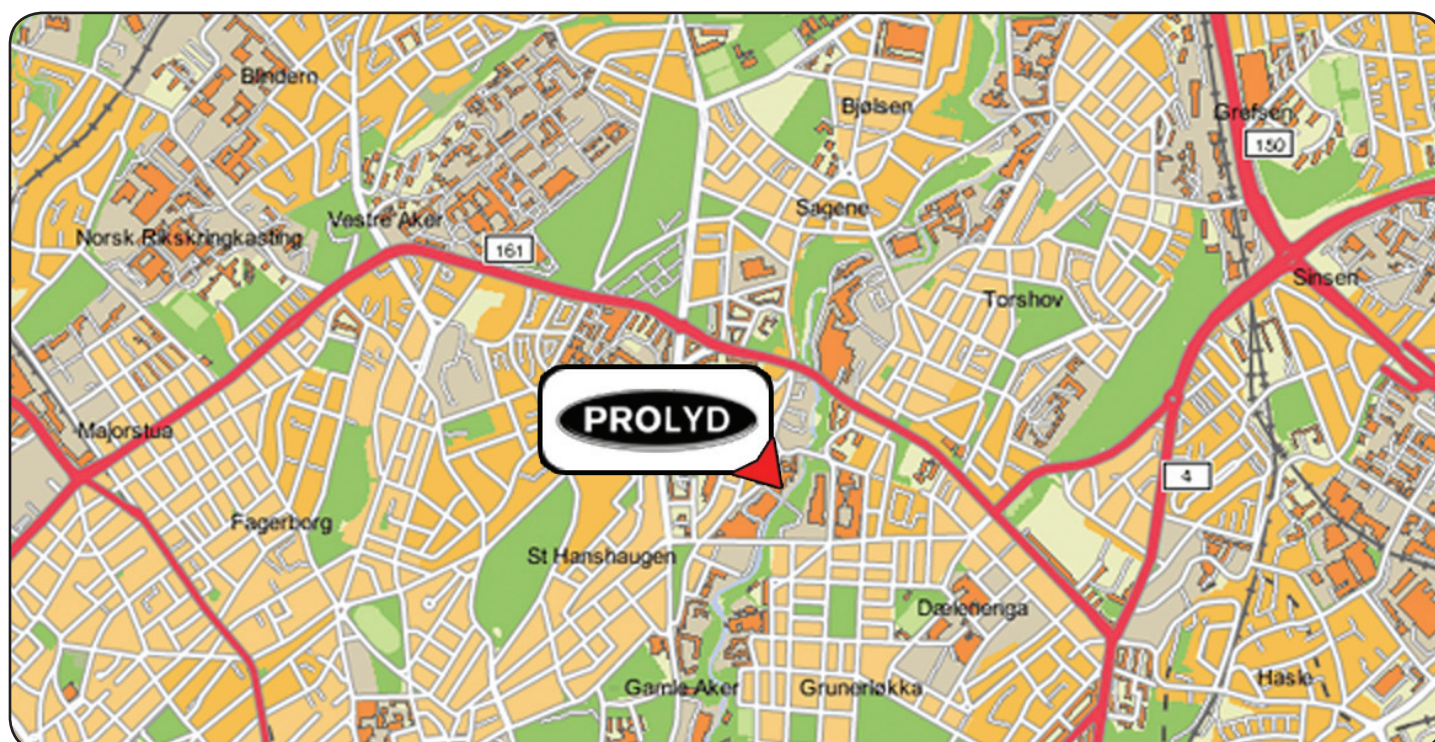 Blindern
Bjølsen
Grefsen
150
Sagene
Vestre Aker
Norsk Rikskringkasting
161
Sinsen
Torshov
PROLYD
Majorstua
4
Fagerborg
St Hanshaugen
Dælenenga
Hasle
Gamle Aker
Grunerløkka